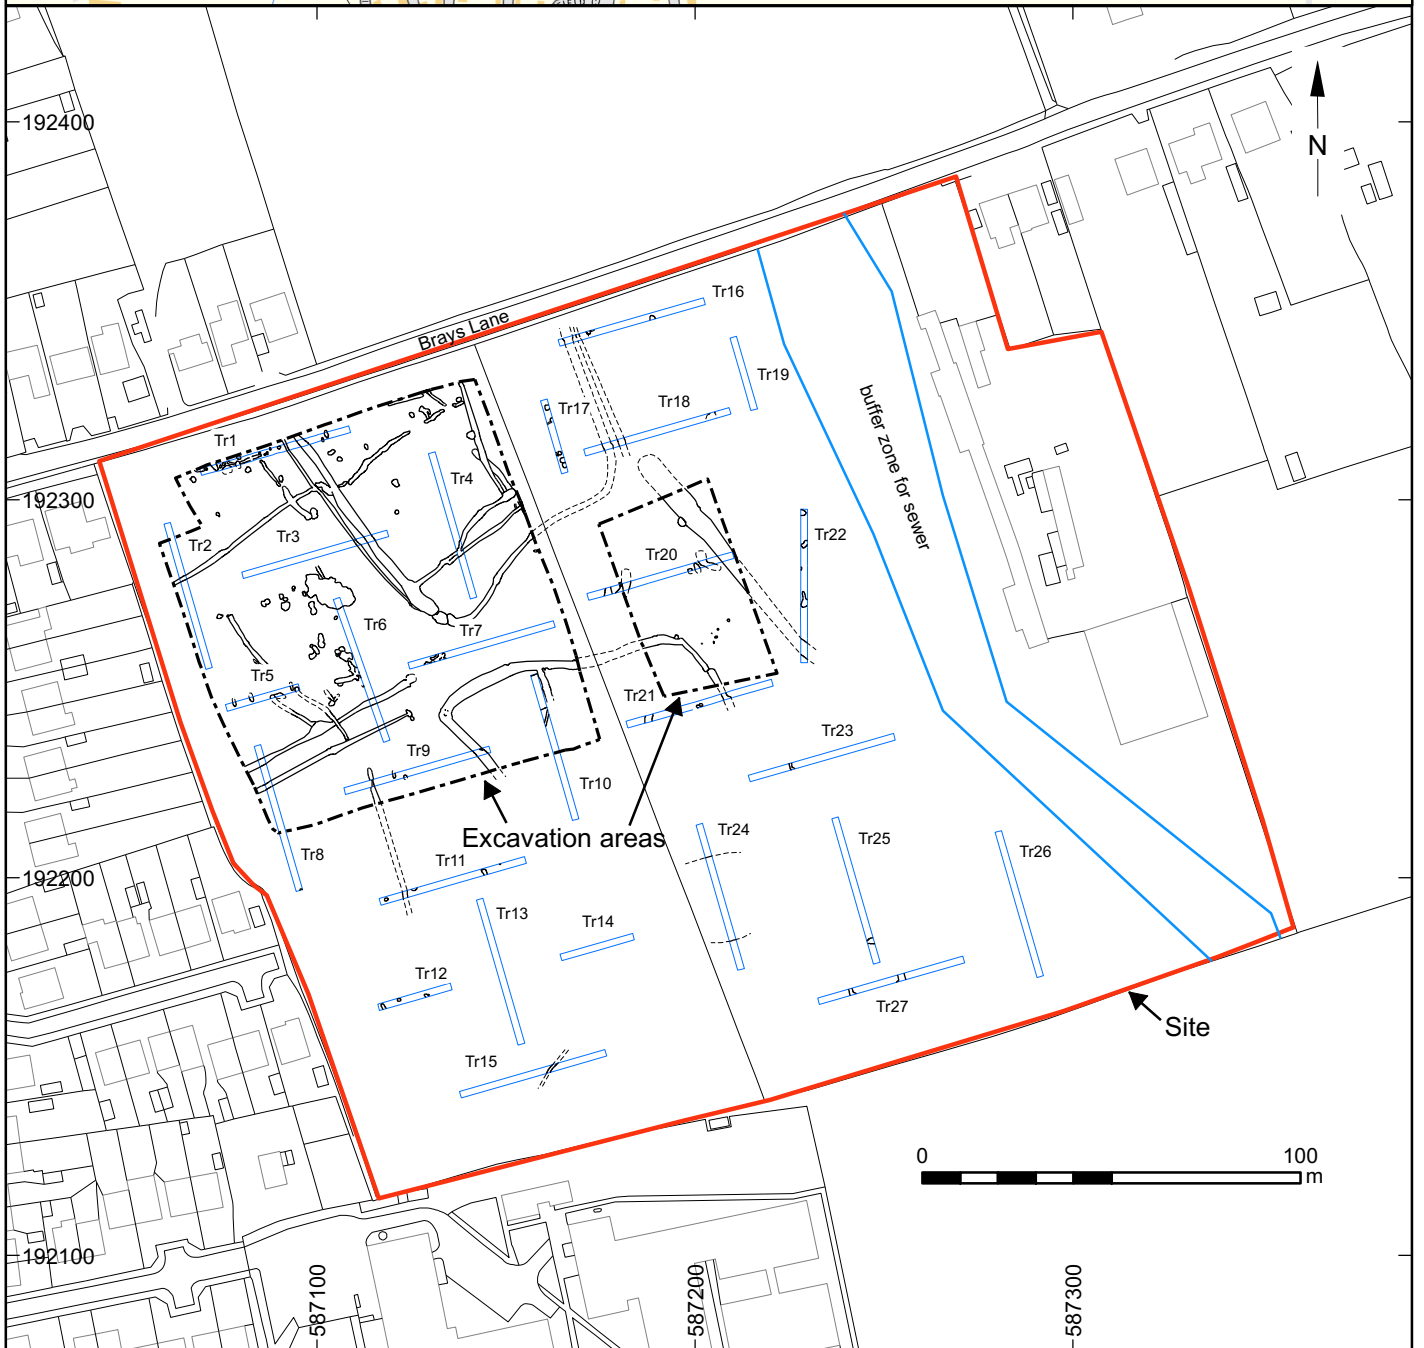 192400
N
Brays Lane
Tr16
Tr19
Tr17
Tr18
buffer zone for sewer
Tr1
Tr4
192300
Tr2
Tr3
Tr22
Tr20
Tr6
Tr7
Tr5
Tr21
Tr23
Tr9
Tr10
Excavation areas
Tr24
Tr25
Tr26
Tr8
Tr11
192200
Tr13
Tr14
Tr12
Tr27
Site
Tr15
0
100
m
192100
587100
587200
587300